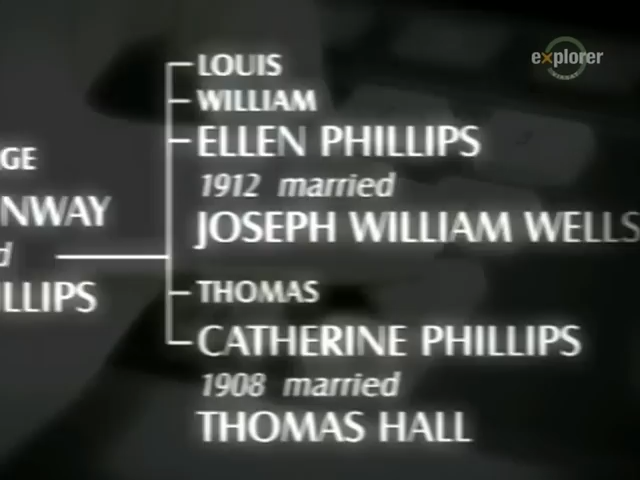 explorer
LOUIS
WILLIAM
ELLEN PHILLIPS
1912 married
JOSEPH WILLIAM WELLS
THOMAS
CATHERINE PHILLIPS
1908 married
THOMAS HALL